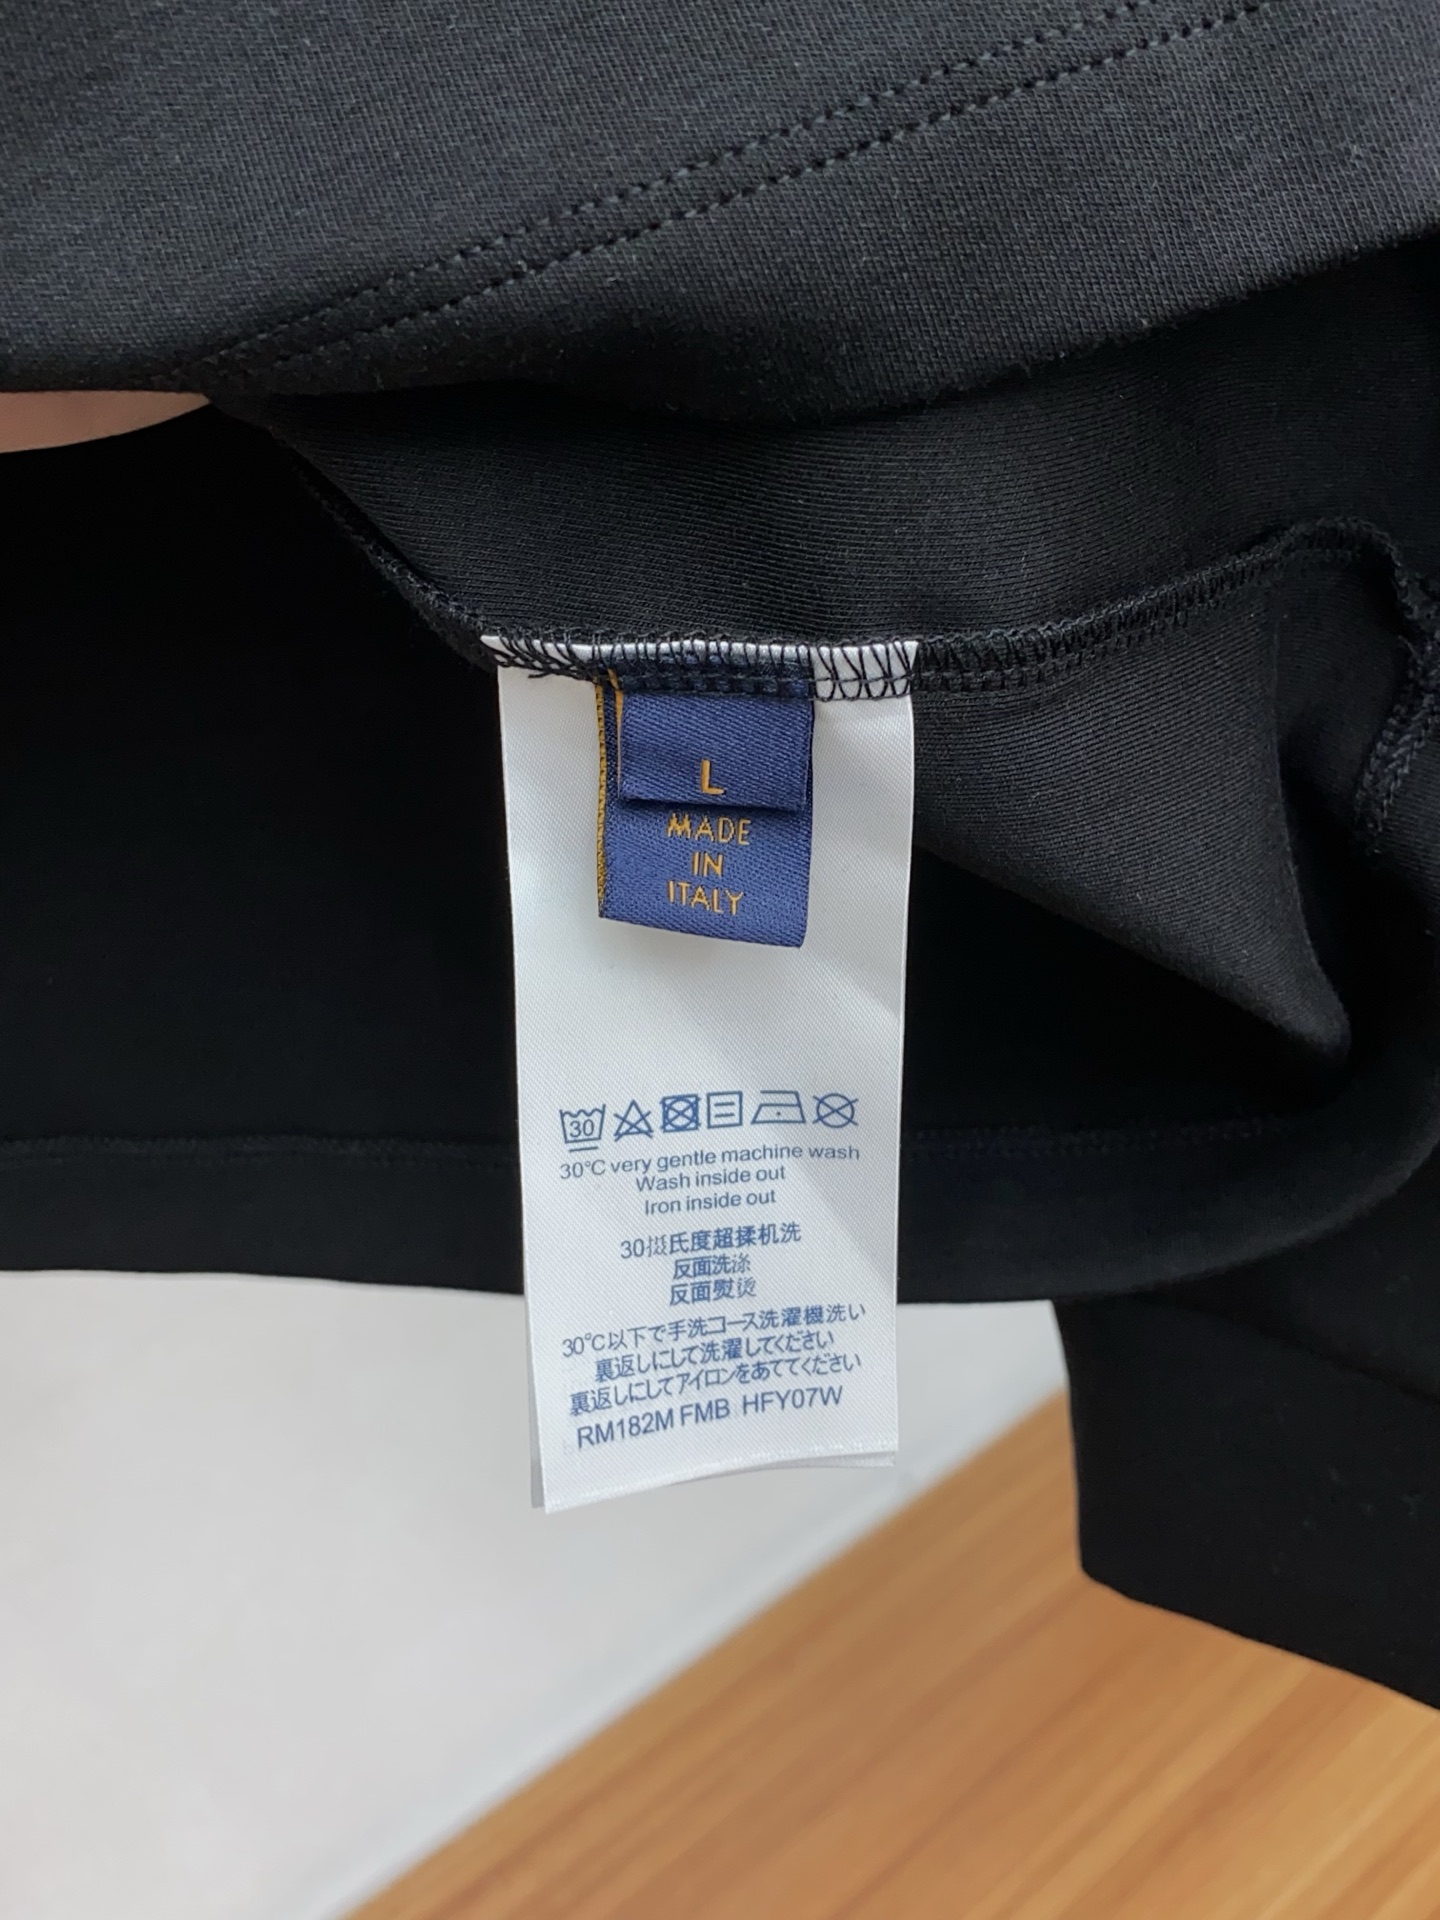 L
MADE
IN
ITALY
30
30°C very gentle machine wash
Wash inside out
Iron inside out
30摄氏度超揉机洗
反面洗涤
反面熨烫
30°C以下で手洗コース洗濯機洗い
裏返しにして洗濯してください
裏返しにしてアイロンをあててください
RM182M FMB HFY07W